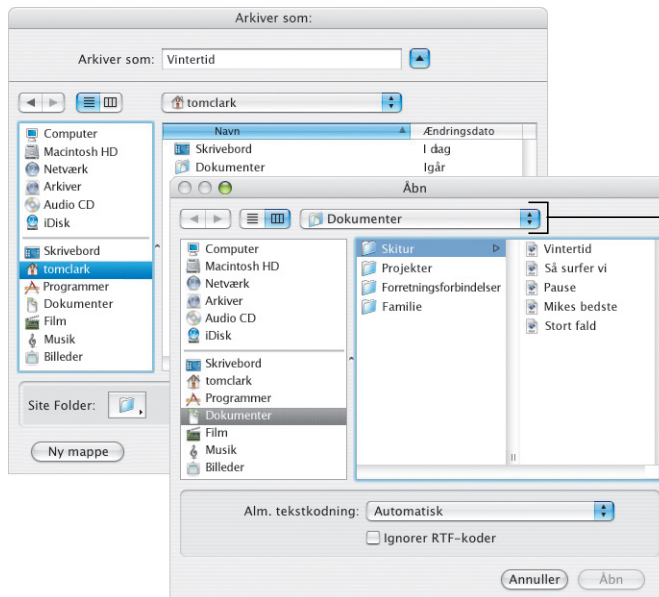 Arkiver som:
Arkiver som: Vintertid
tomclark
Navn Ændringsdato
Computer
Macintosh HD
Netværk
Arkiver
Audio CD
iDisk
Skrivebord
tomclark
Programmer
Dokumenter
Film
Musik
Billeder
Skrivebord I dag
Dokumenter Igår
Site Folder:
Ny mappe
Åbn
Dokumenter
Computer
Macintosh HD
Netværk
Arkiver
Audio CD
iDisk
Skrivebord
tomclark
Programmer
Dokumenter
Film
Musik
Billeder
Skitur
Projekter
Forretningsforbindelser
Familie
Vintertid
Så surfer vi
Pause
Mikes bedste
Stort fald
Alm. tekstkodning: Automatisk
Ignorer RTF-koder
Annuller Åbn